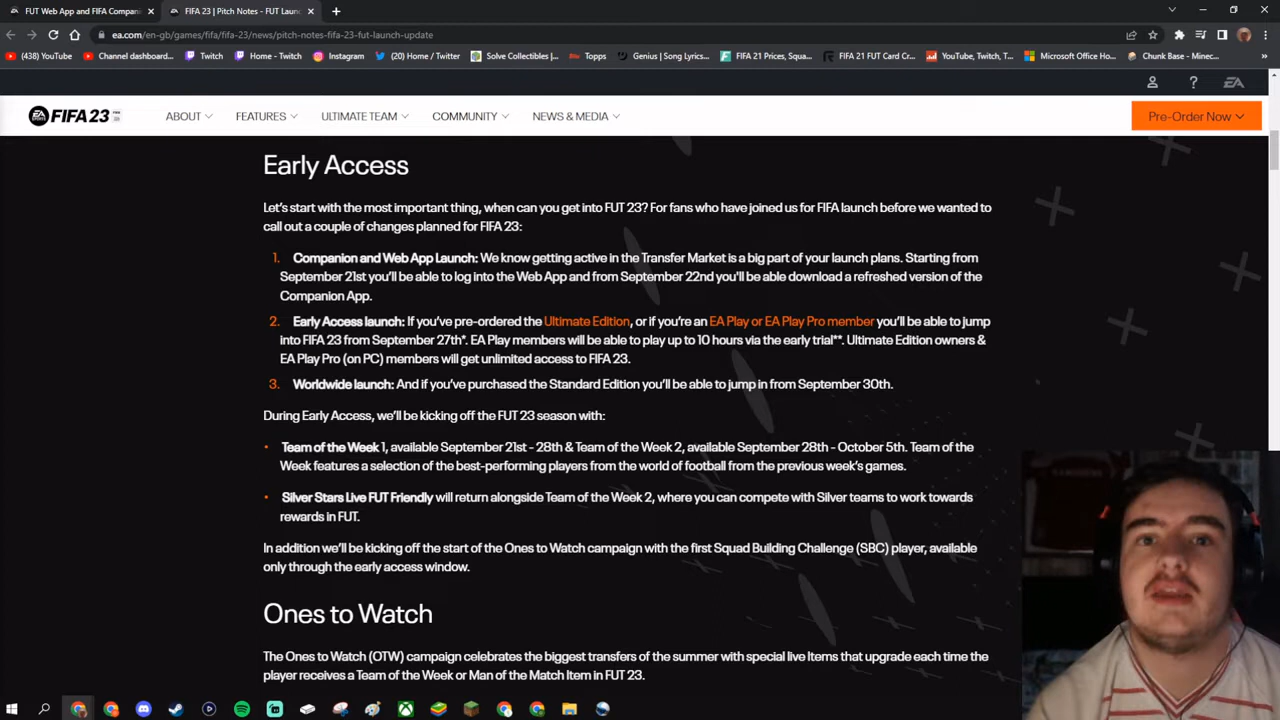 FUT Web App and FIFA Compani
FIFA 23 | Pitch Notes - FUT Laun
ea.com/en-gb/games/fifa/fifa-23/news/pitch-notes-fifa-23-fut-launch-update
(438) YouTube
Channel dashboard...
Twitch
Home - Twitch
Instagram
(20) Home / Twitter
Solve Collectibles |...
Topps
Genius | Song Lyrics...
FIFA 21 Prices, Squa...
FIFA 21 FUT Card Cr...
YouTube, Twitch, T...
Microsoft Office Ho...
Chunk Base - Minec...
EA SPORTS FIFA 23
ABOUT
FEATURES
ULTIMATE TEAM
COMMUNITY
NEWS & MEDIA
Pre-Order Now
Early Access
Let's start with the most important thing, when can you get into FUT 23? For fans who have joined us for FIFA launch before we wanted to
call out a couple of changes planned for FIFA 23:
1. Companion and Web App Launch: We know getting active in the Transfer Market is a big part of your launch plans. Starting from
September 21st you'll be able to log into the Web App and from September 22nd you'll be able download a refreshed version of the
Companion App.
2. Early Access launch: If you've pre-ordered the Ultimate Edition, or if you're an EA Play or EA Play Pro member you'll be able to jump
into FIFA 23 from September 27th*. EA Play members will be able to play up to 10 hours via the early trial**. Ultimate Edition owners &
EA Play Pro (on PC) members will get unlimited access to FIFA 23.
3. Worldwide launch: And if you've purchased the Standard Edition you'll be able to jump in from September 30th.
During Early Access, we'll be kicking off the FUT 23 season with:
• Team of the Week 1, available September 21st - 28th & Team of the Week 2, available September 28th - October 5th. Team of the
Week features a selection of the best-performing players from the world of football from the previous week's games.
• Silver Stars Live FUT Friendly will return alongside Team of the Week 2, where you can compete with Silver teams to work towards
rewards in FUT.
In addition we'll be kicking off the start of the Ones to Watch campaign with the first Squad Building Challenge (SBC) player, available
only through the early access window.
Ones to Watch
The Ones to Watch (OTW) campaign celebrates the biggest transfers of the summer with special live Items that upgrade each time the
player receives a Team of the Week or Man of the Match Item in FUT 23.